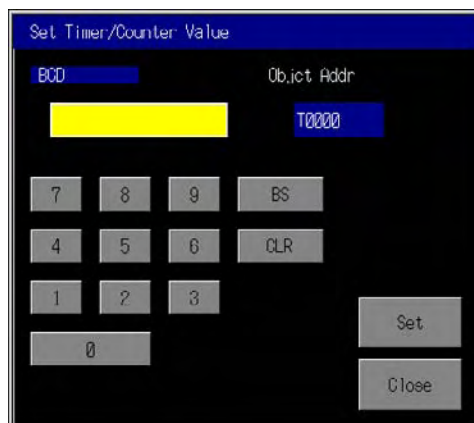 Set Timer/Counter Value
BCD Objct Addr
T0000
7 8 9 BS
4 5 6 CLR
1 2 3
Set
0
Close